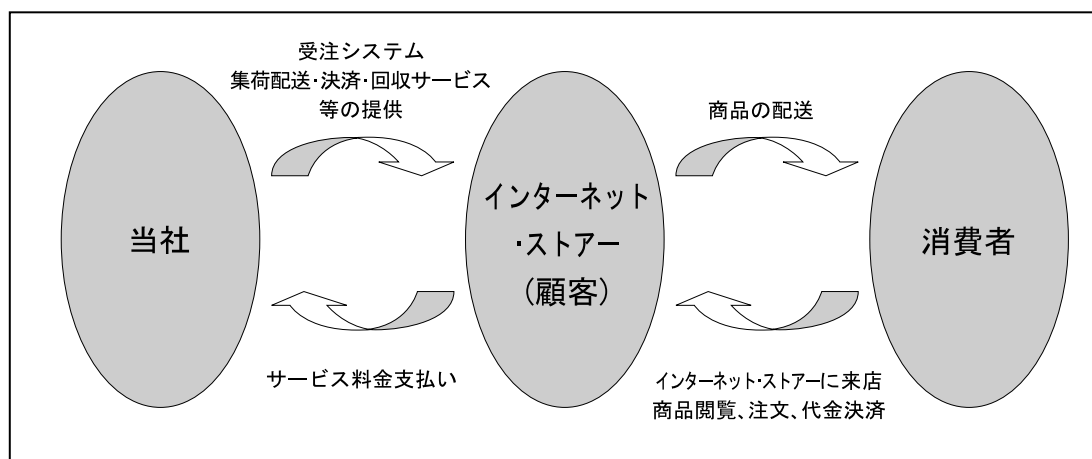 受注システム
集荷配送・決済・回収サービス
等の提供
商品の配送
当社
インターネット
・ストアー
（顧客）
消費者
サービス料金支払い
インターネット・ストアーに来店
商品閲覧、注文、代金決済